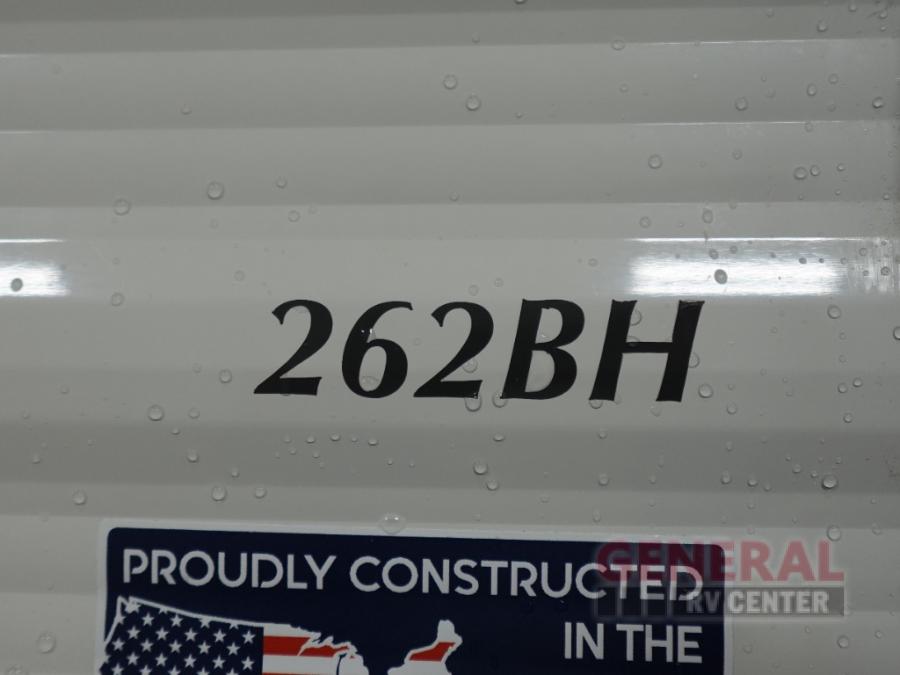 262BH
PROUDLY CONSTRUCTED
IN THE
GENERAL
RV CENTER